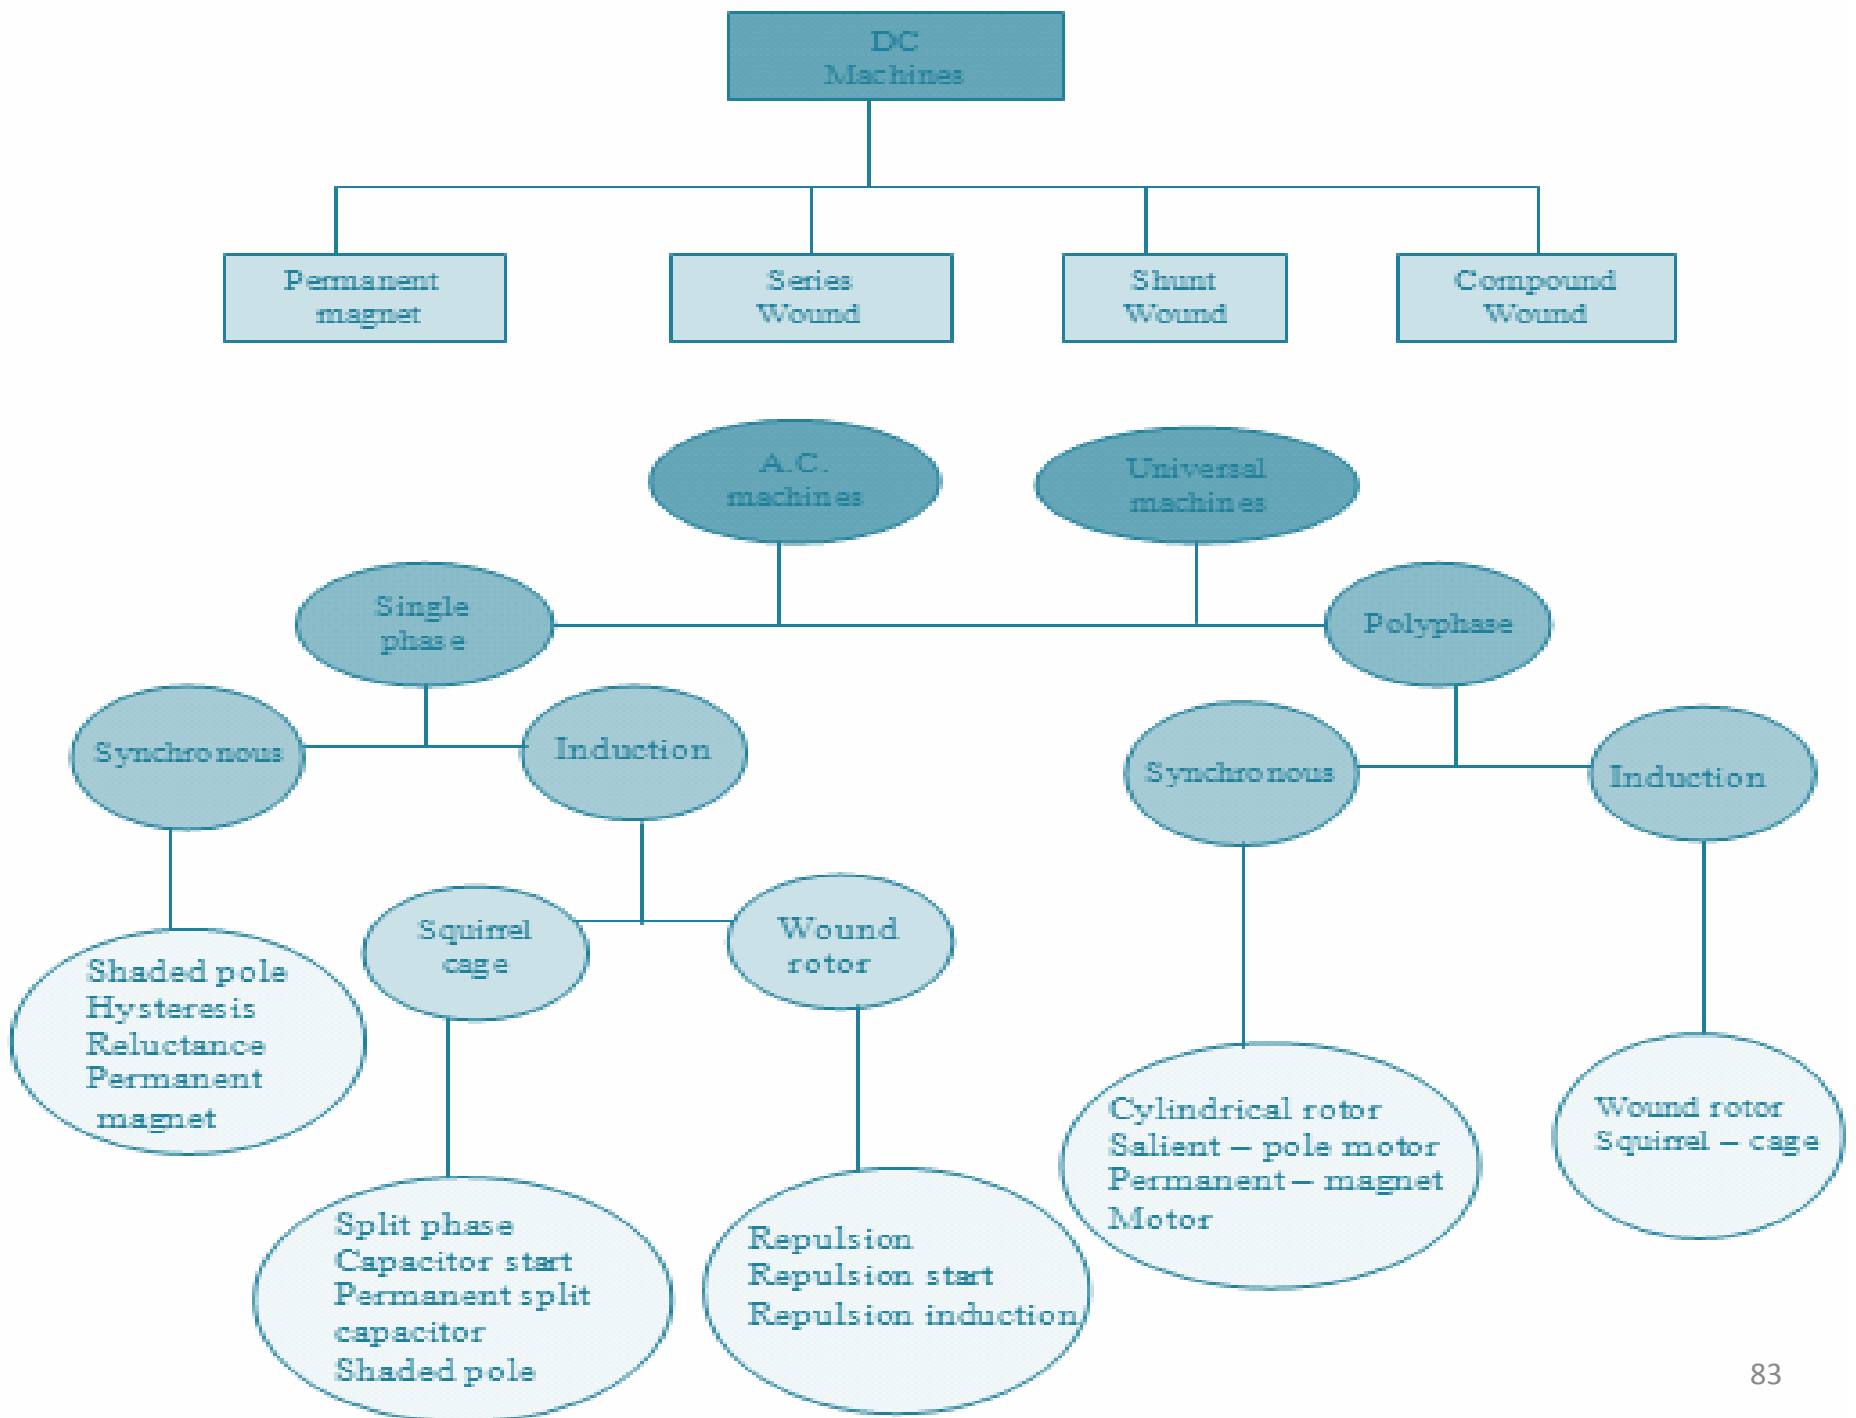 DC
Machines
Permanent
magnet
Series
Wound
Shunt
Wound
Compound
Wound
A.C.
machines
Universal
machines
Single
phase
Polyphase
Synchronous
Induction
Synchronous
Induction
Squirrel
cage
Wound
rotor
Shaded pole
Hysteresis
Reluctance
Permanent
magnet
Cylindrical rotor
Salient – pole motor
Permanent – magnet
Motor
Wound rotor
Squirrel – cage
Split phase
Capacitor start
Permanent split
capacitor
Shaded pole
Repulsion
Repulsion start
Repulsion induction
83